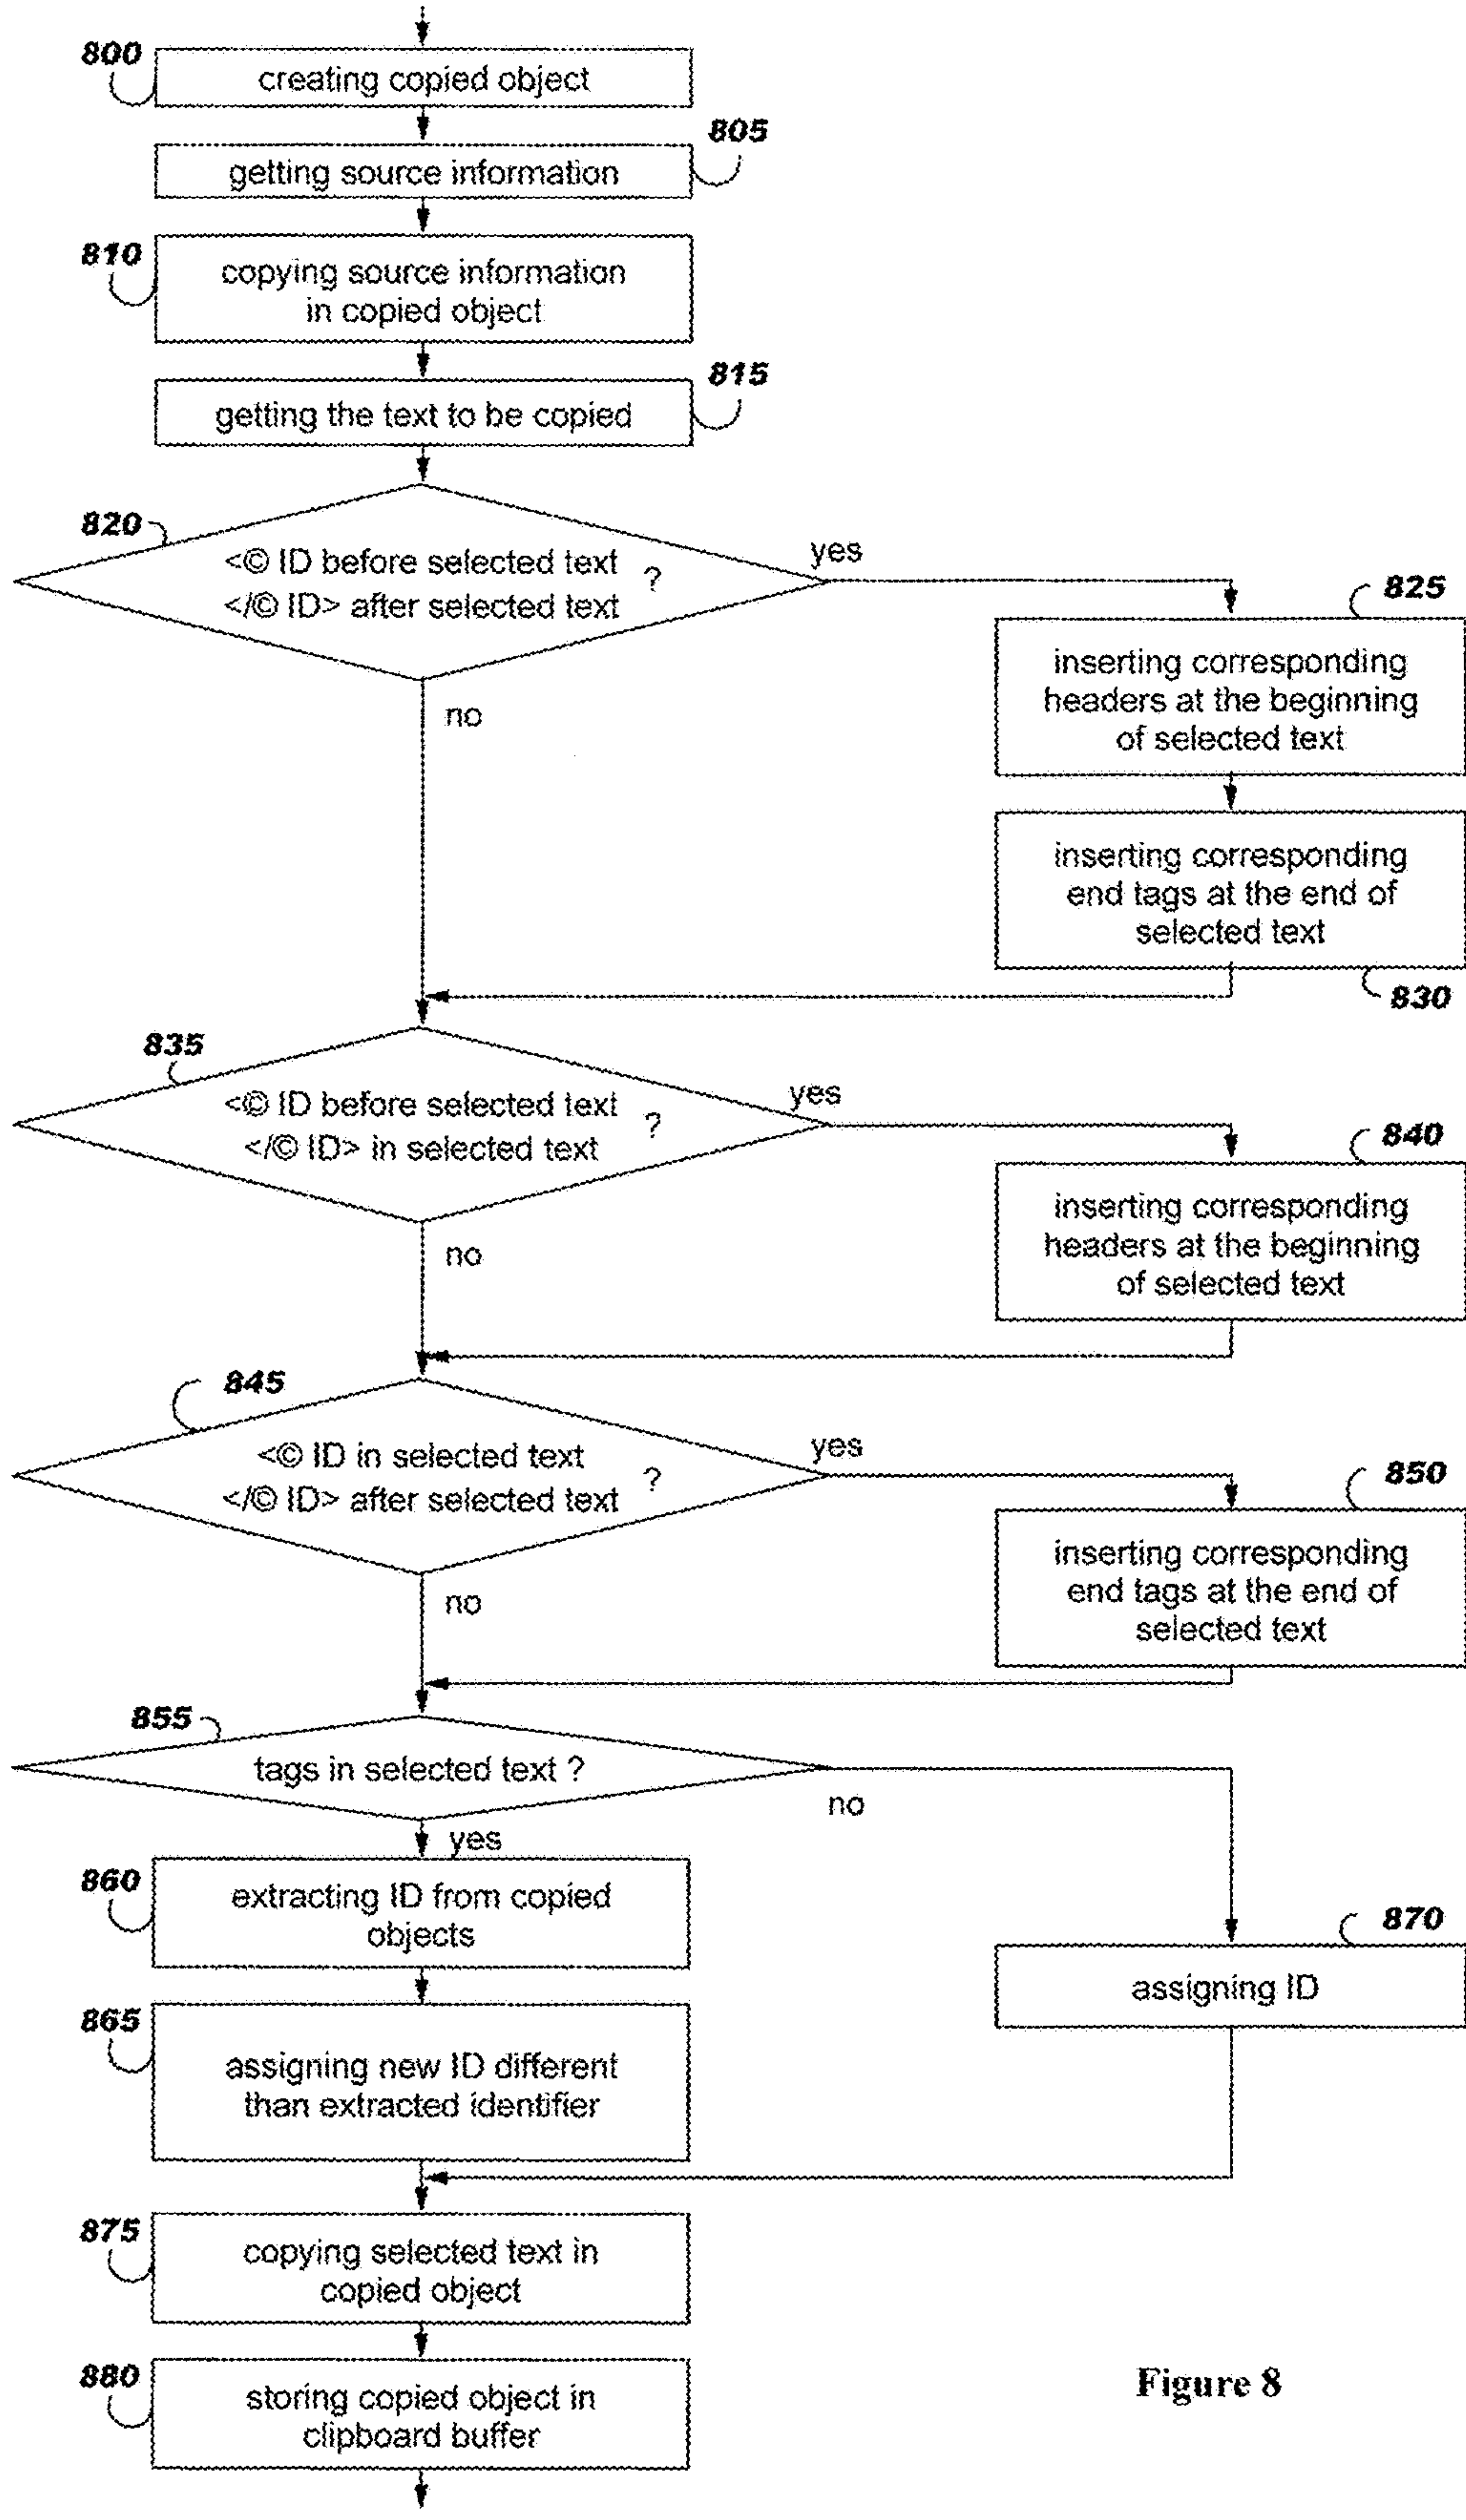 800
creating copied object
805
getting source information
810
copying source information
in copied object
815
getting the text to be copied
820
<© ID before selected text
</© ID> after selected text
?
yes
no
825
inserting corresponding
headers at the beginning
of selected text
inserting corresponding
end tags at the end of
selected text
830
835
<© ID before selected text
</© ID> in selected text
?
yes
no
840
inserting corresponding
headers at the beginning
of selected text
845
<© ID in selected text
</© ID> after selected text
?
yes
no
850
inserting corresponding
end tags at the end of
selected text
855
tags in selected text ?
no
yes
860
extracting ID from copied
objects
870
assigning ID
865
assigning new ID different
than extracted identifier
875
copying selected text in
copied object
880
storing copied object in
clipboard buffer
Figure 8